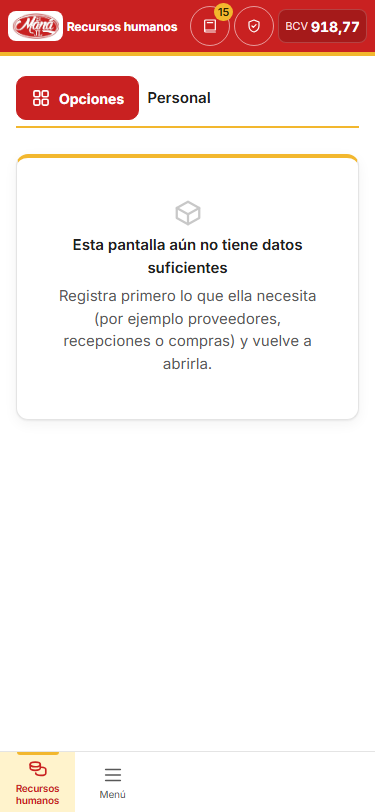 Maná
Recursos humanos
15
BCV 918,77
Opciones
Personal
Esta pantalla aún no tiene datos
suficientes
Registra primero lo que ella necesita
(por ejemplo proveedores,
recepciones o compras) y vuelve a
abrirla.
Recursos
humanos
Menú